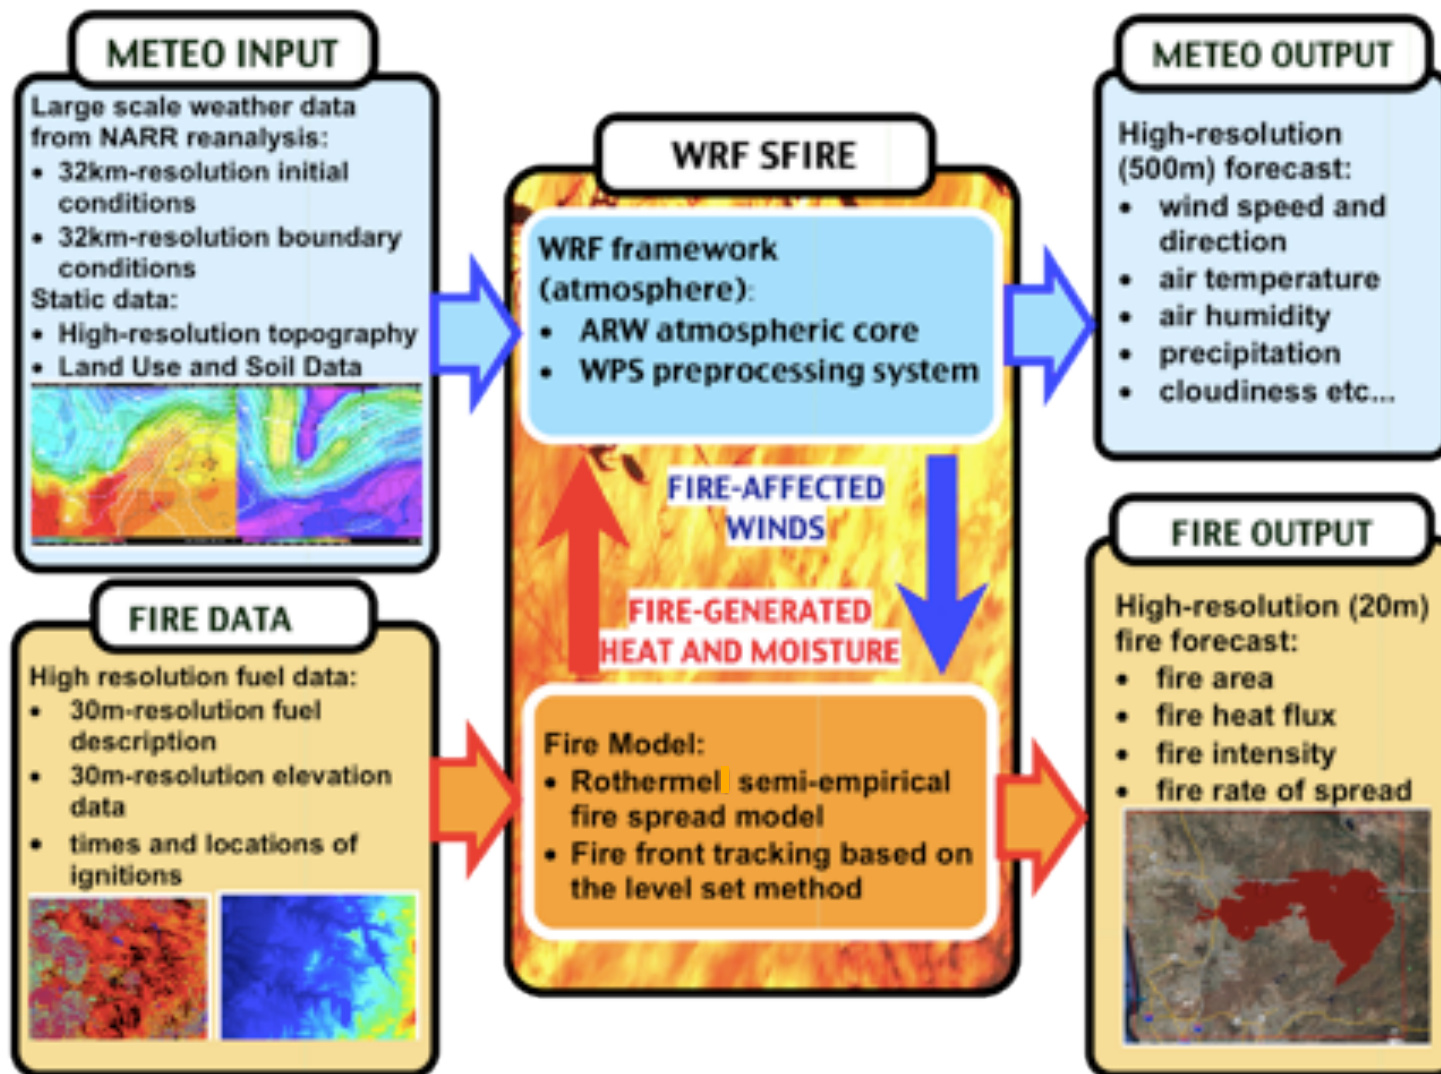 METEO INPUT
Large scale weather data
from NARR reanalysis:
• 32km-resolution initial
conditions
• 32km-resolution boundary
conditions
Static data:
• High-resolution topography
• Land Use and Soil Data
FIRE DATA
High resolution fuel data:
• 30m-resolution fuel
description
• 30m-resolution elevation
data
• times and locations of
ignitions
WRF SFIRE
WRF framework
(atmosphere):
• ARW atmospheric core
• WPS preprocessing system
FIRE-AFFECTED
WINDS
FIRE-GENERATED
HEAT AND MOISTURE
Fire Model:
• Rothermel semi-empirical
fire spread model
• Fire front tracking based on
the level set method
METEO OUTPUT
High-resolution
(500m) forecast:
• wind speed and
direction
• air temperature
• air humidity
• precipitation
• cloudiness etc...
FIRE OUTPUT
High-resolution (20m)
fire forecast:
• fire area
• fire heat flux
• fire intensity
• fire rate of spread